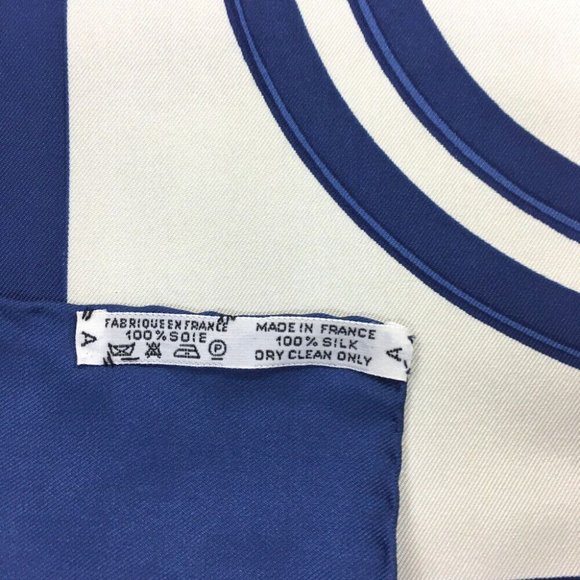 FABRIQUE EN FRANCE
100% SOIE
P
MADE IN FRANCE
100% SILK
DRY CLEAN ONLY
A
A